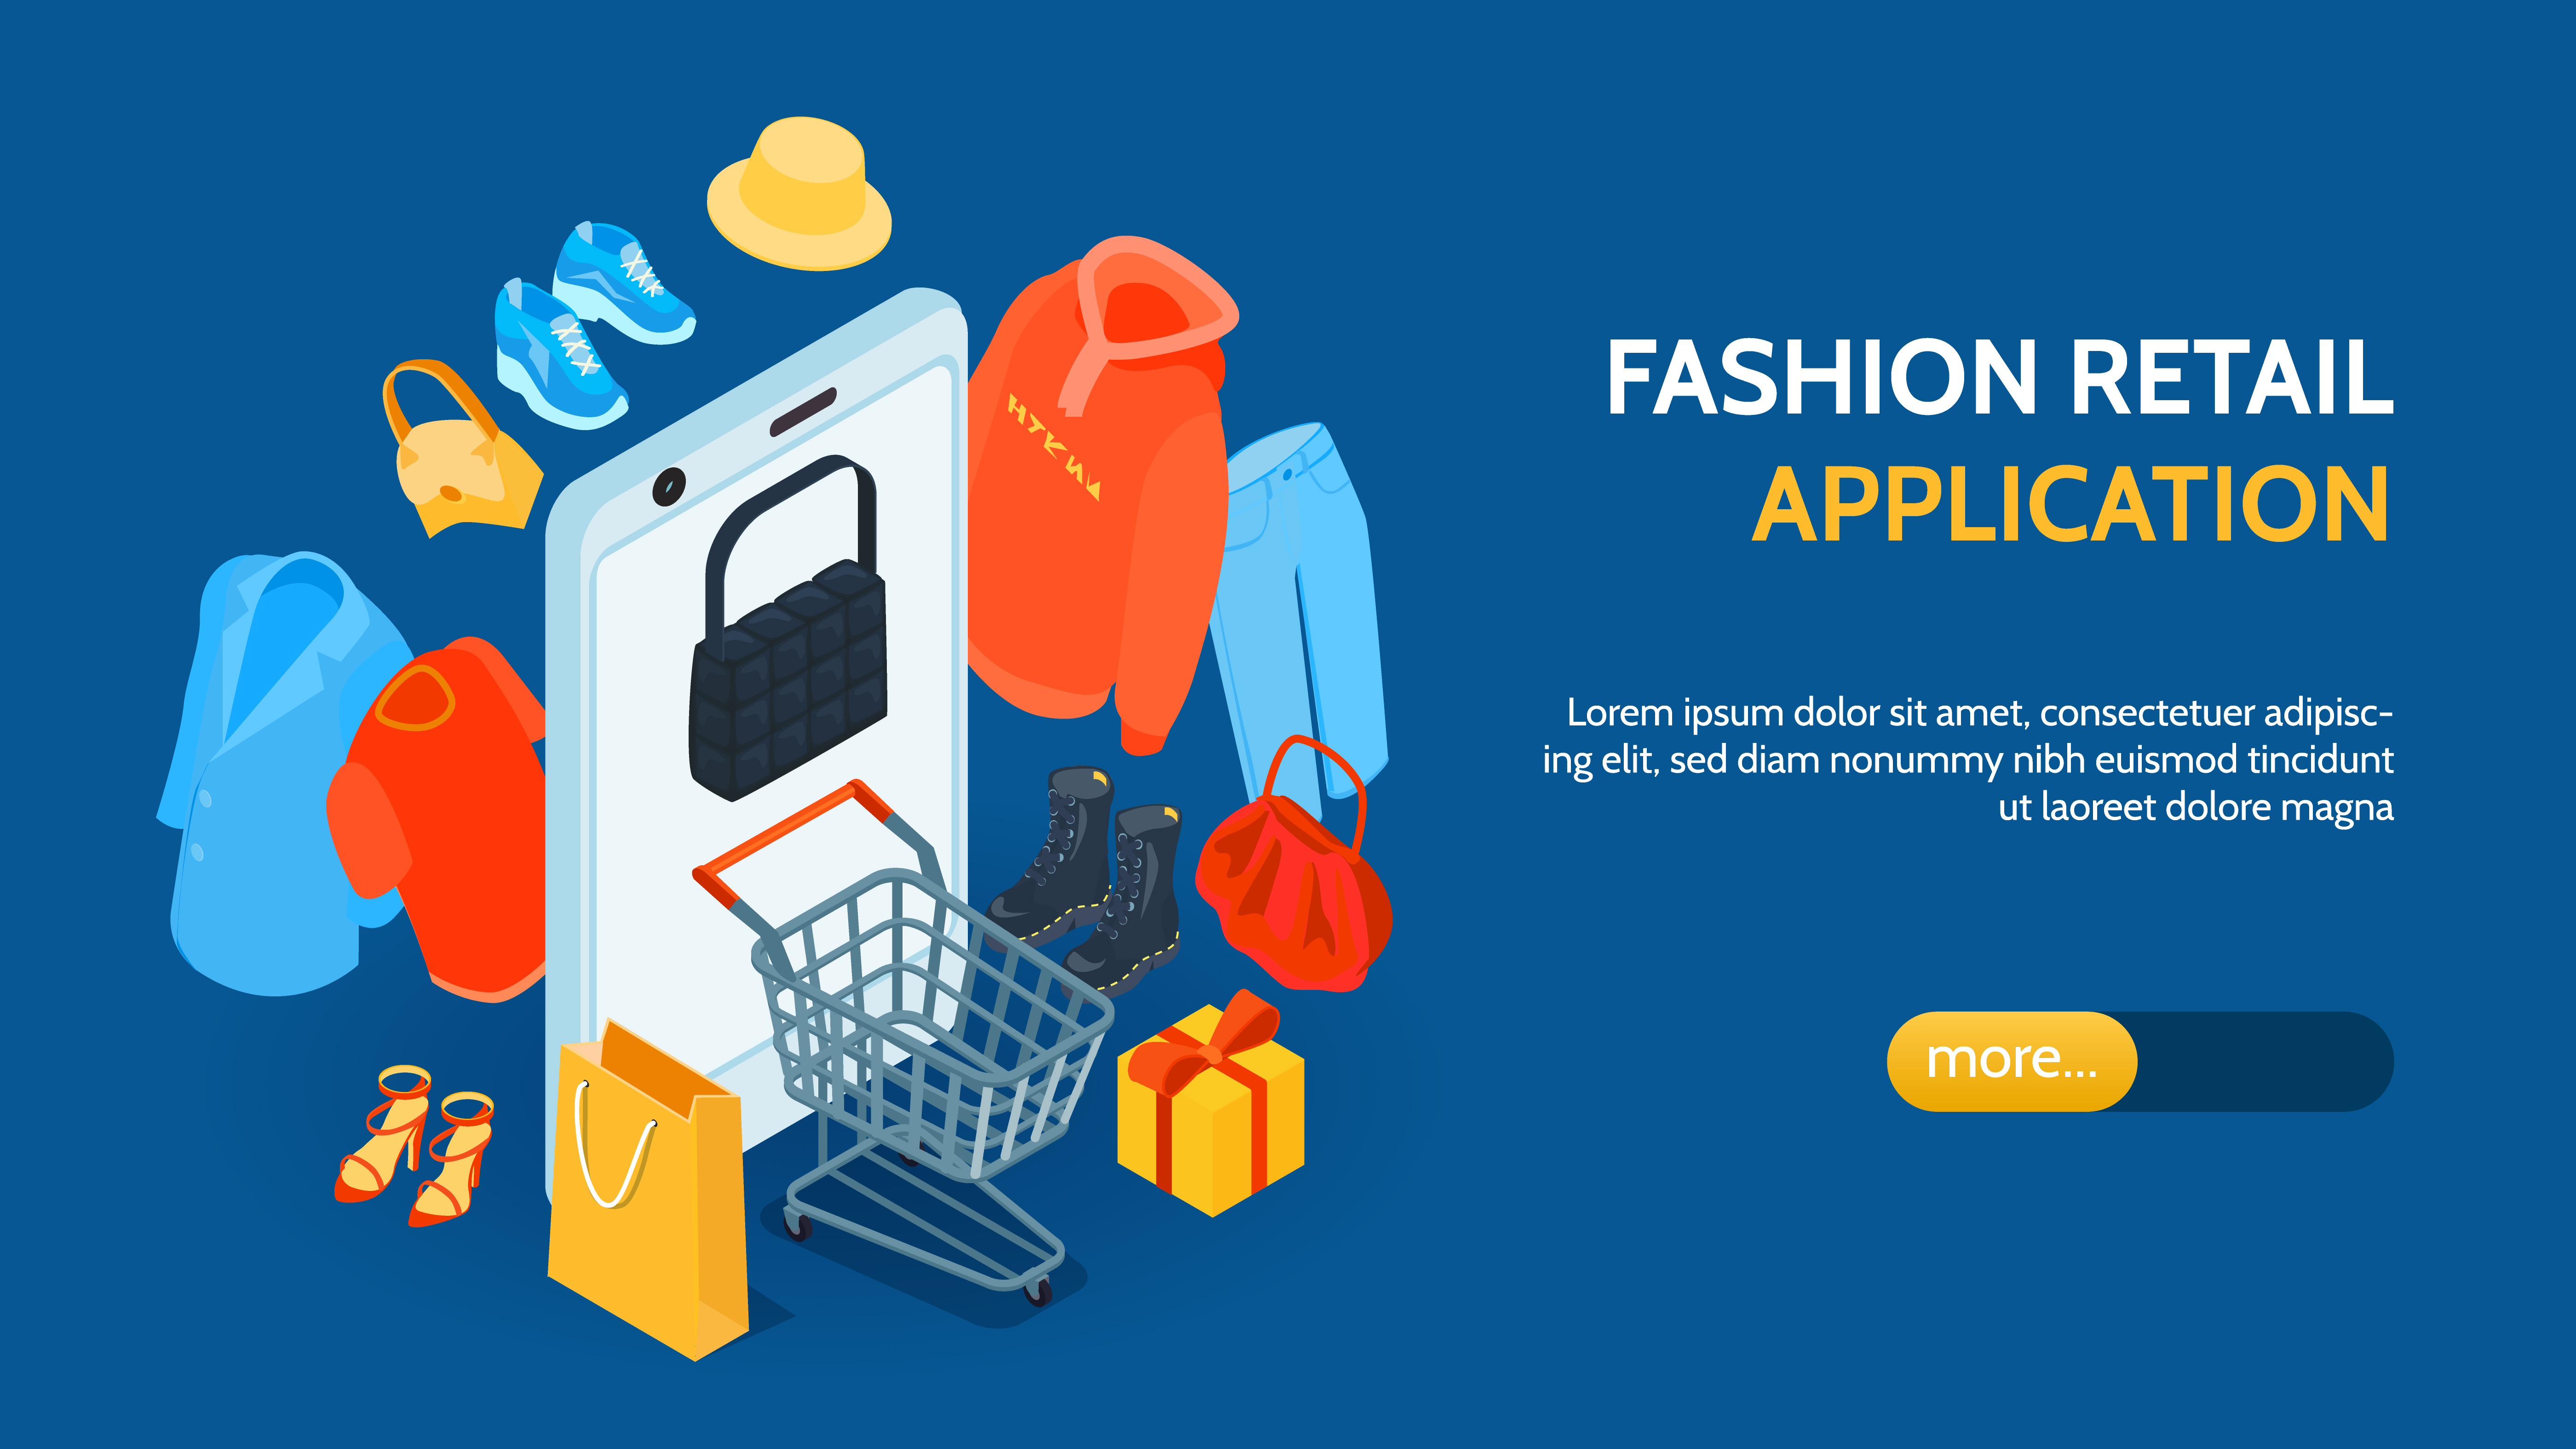 FASHION RETAIL
APPLICATION
Lorem ipsum dolor sit amet, consectetuer adipisc-
ing elit, sed diam nonummy nibh euismod tincidunt
ut laoreet dolore magna
more...